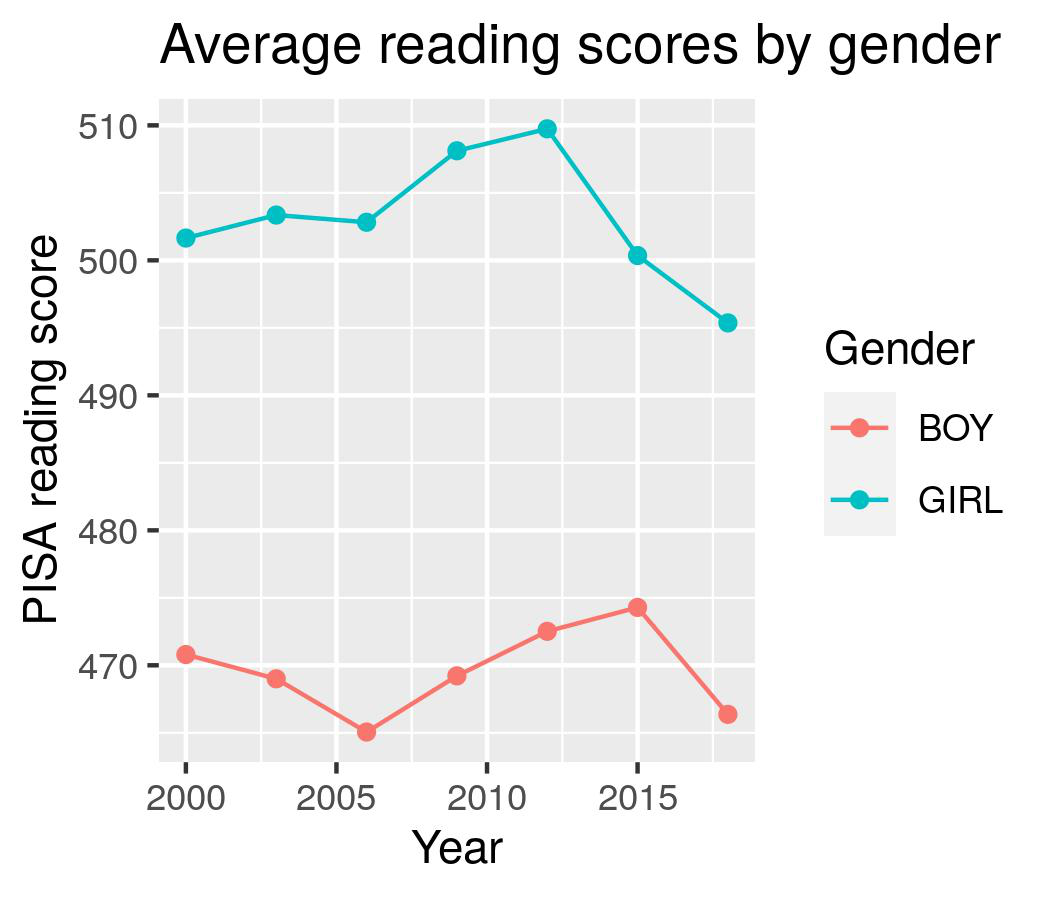 Average reading scores by gender
PISA reading score
510
500
490
480
470
2000 2005 2010 2015
Year
Gender
BOY
GIRL